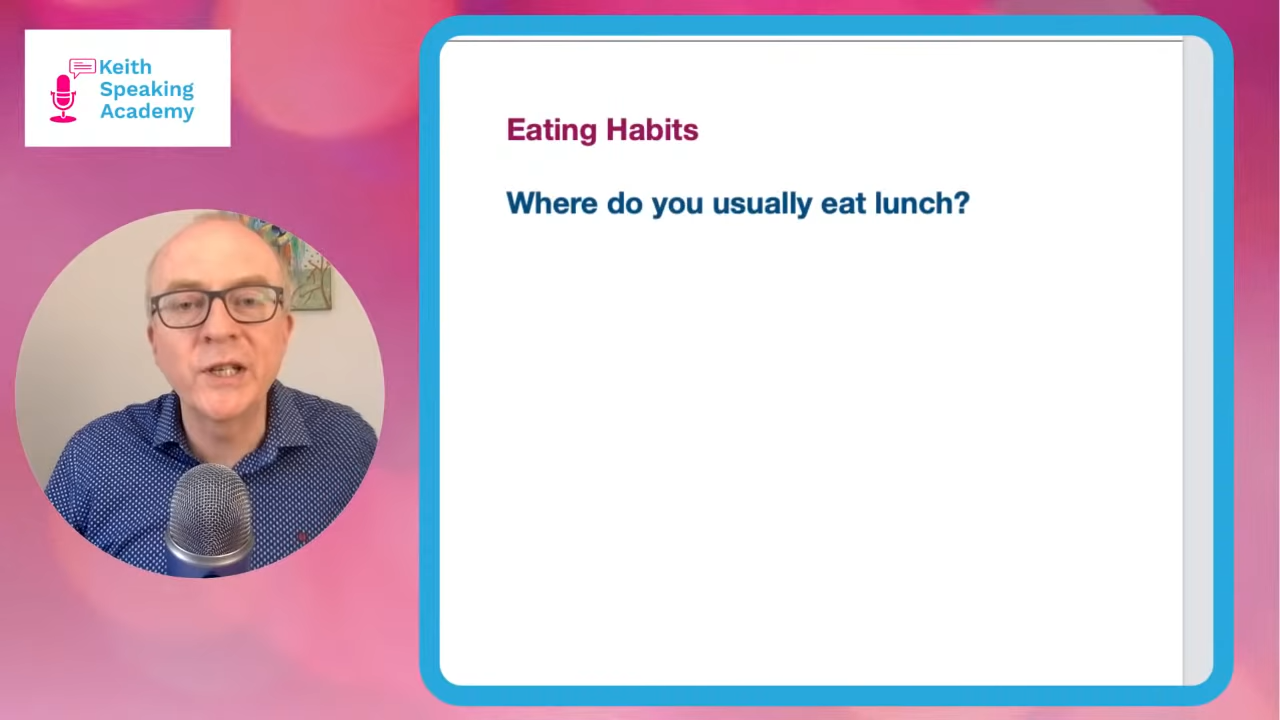 Keith
Speaking
Academy
Eating Habits
Where do you usually eat lunch?